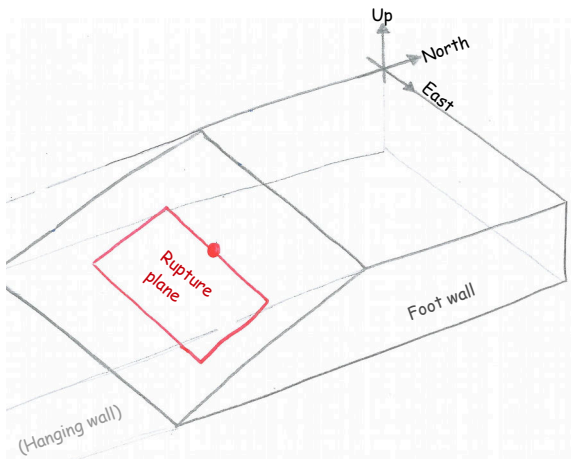 Up
North
East
Rupture
plane
Foot wall
(Hanging wall)